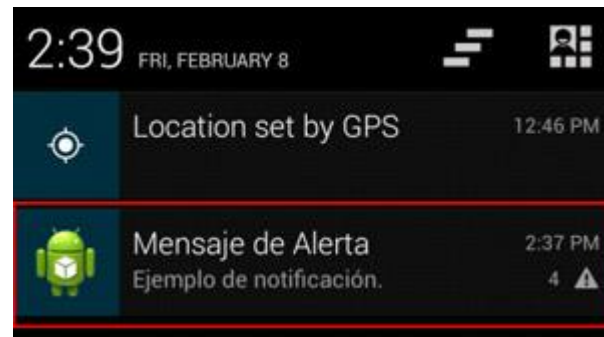 2:39 FRI, FEBRUARY 8
Location set by GPS 12:46 PM
Mensaje de Alerta 2:37 PM
Ejemplo de notificación. 4